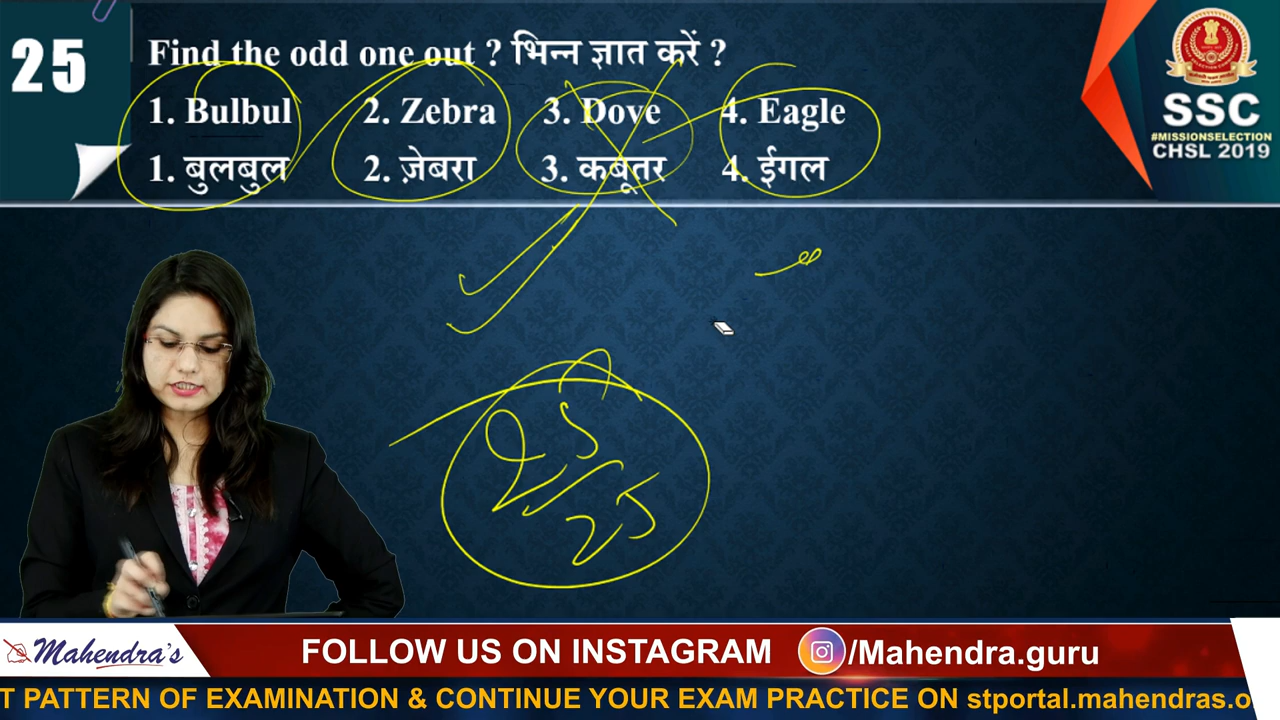 25
Find the odd one out ? भिन्न ज्ञात करें ?
1. Bulbul 2. Zebra 3. Dove 4. Eagle
1. बुलबुल 2. ज़ेबरा 3. कबूतर 4. ईगल
SSC
#MISSIONSELECTION
CHSL 2019
25/25
Mahendra's
FOLLOW US ON INSTAGRAM /Mahendra.guru
T PATTERN OF EXAMINATION & CONTINUE YOUR EXAM PRACTICE ON stportal.mahendras.o